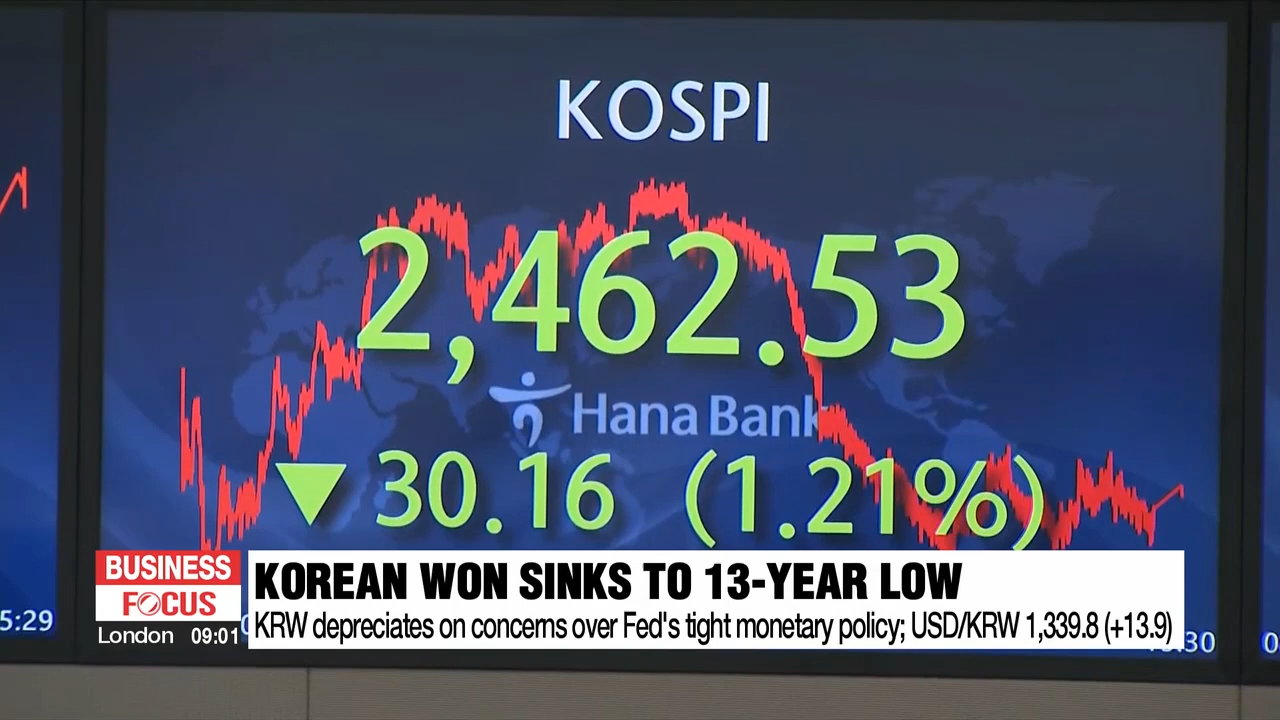 KOSPI
2,462.53
Hana Bank
▼ 30.16 (1.21%)
BUSINESS
FOCUS
KOREAN WON SINKS TO 13-YEAR LOW
KRW depreciates on concerns over Fed's tight monetary policy; USD/KRW 1,339.8 (+13.9)
London 09:01
5:29
:30